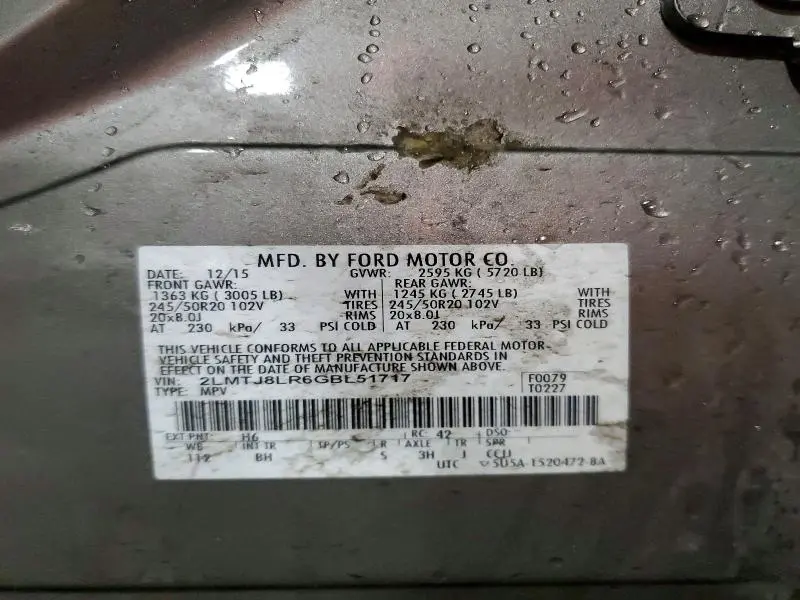 MFD. BY FORD MOTOR CO.
DATE: 12/15 GVWR: 2595 KG ( 5720 LB)
FRONT GAWR: REAR GAWR:
1363 KG ( 3005 LB) WITH 1245 KG ( 2745 LB) WITH
245/50R20 102V TIRES 245/50R20 102V TIRES
20x8.0J RIMS 20x8.0J RIMS
AT 230 kPa/ 33 PSI COLD AT 230 kPa/ 33 PSI COLD
THIS VEHICLE CONFORMS TO ALL APPLICABLE FEDERAL MOTOR
VEHICLE SAFETY AND THEFT PREVENTION STANDARDS IN
EFFECT ON THE DATE OF MANUFACTURE SHOWN ABOVE.
VIN: 2LMTJ8LR6GBL51717 F0079
TYPE: MPV T0227
EXT PNT: H6 RC: 42 DSO:
WB INT TR TP/PS R AXLE TR SPR
112 BH S 3H J CCJJ
UTC 5U5A-1520472-BA